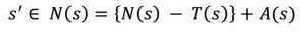 s′ ∈ N(s) = {N(s) − T(s)} + A(s)